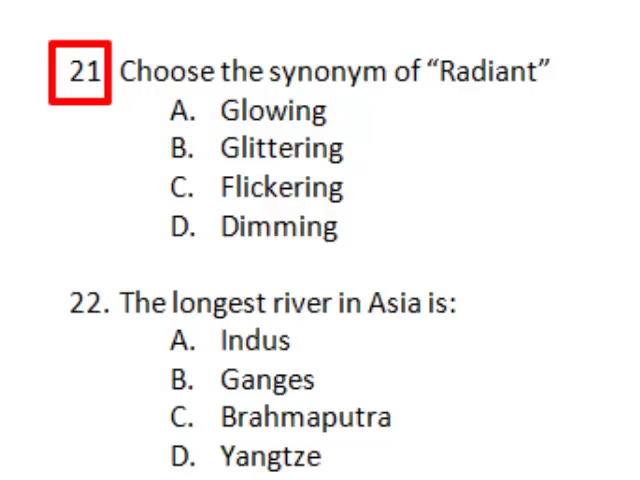 21 Choose the synonym of “Radiant”
A. Glowing
B. Glittering
C. Flickering
D. Dimming
22. The longest river in Asia is:
A. Indus
B. Ganges
C. Brahmaputra
D. Yangtze